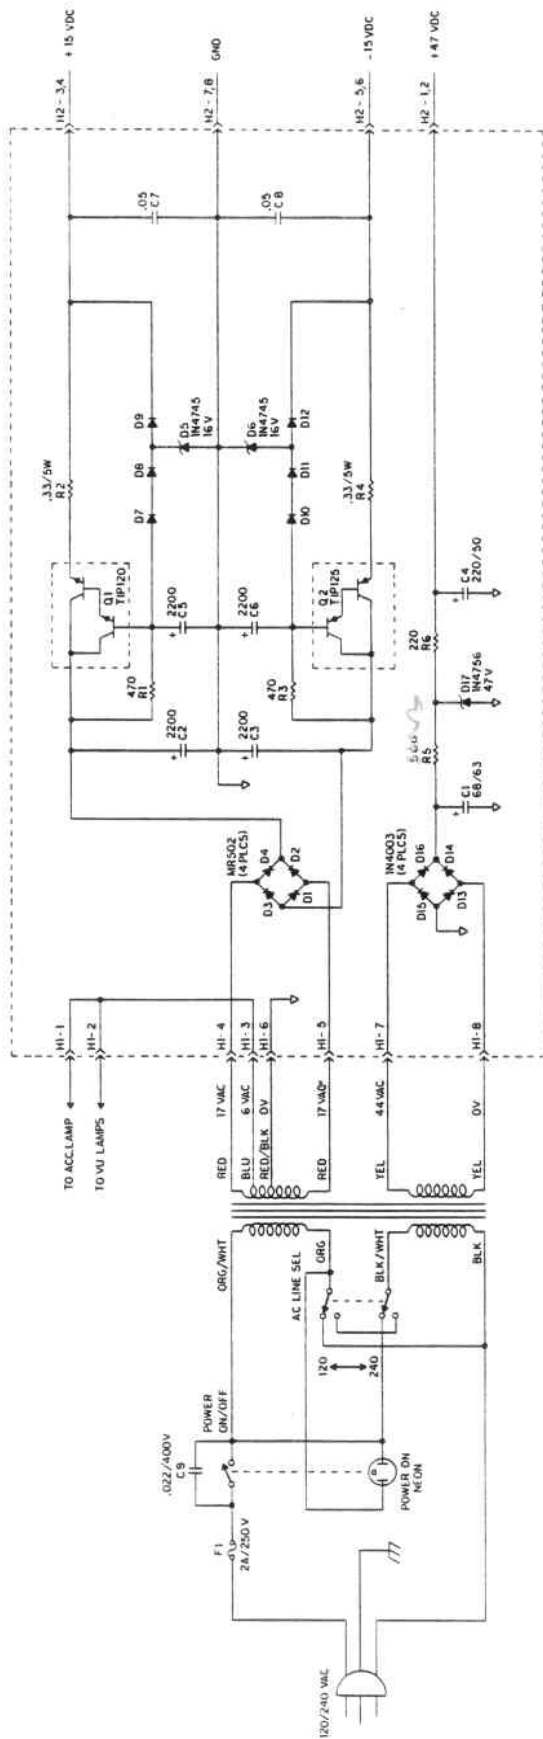 120/240 VAC
F1
2A/250V
.022/400V
C9
POWER
ON/OFF
POWER ON
NEON
120
240
AC LINE SEL
ORG/WHT
ORG
BLK/WHT
BLK
TO ACC. LAMP
TO VU LAMPS
RED
BLU
RED/BLK
RED
YEL
YEL
17 VAC
6 VAC
0V
17 VAC
44 VAC
0V
H1-1
H1-2
H1-4
H1-3
H1-6
H1-5
H1-7
H1-8
MR502
(4 PLCS)
D3
D4
D1
D2
1N4003
(4 PLCS)
D15
D16
D13
D14
+
2200
C2
+
2200
C3
470
R1
470
R3
+
2200
C5
+
2200
C6
Q1
TIP120
Q2
TIP125
D7
D8
D9
D5
1N4745
16V
D6
1N4745
16V
D10
D11
D12
.33/5W
R2
.33/5W
R4
.05
C7
.05
C8
+
C1
68/63
R5
D17
1N4756
47V
220
R6
+
C4
220/50
H2-3,4
+15 VDC
H2-7,8
GND
H2-5,6
-15 VDC
H2-1,2
+47 VDC